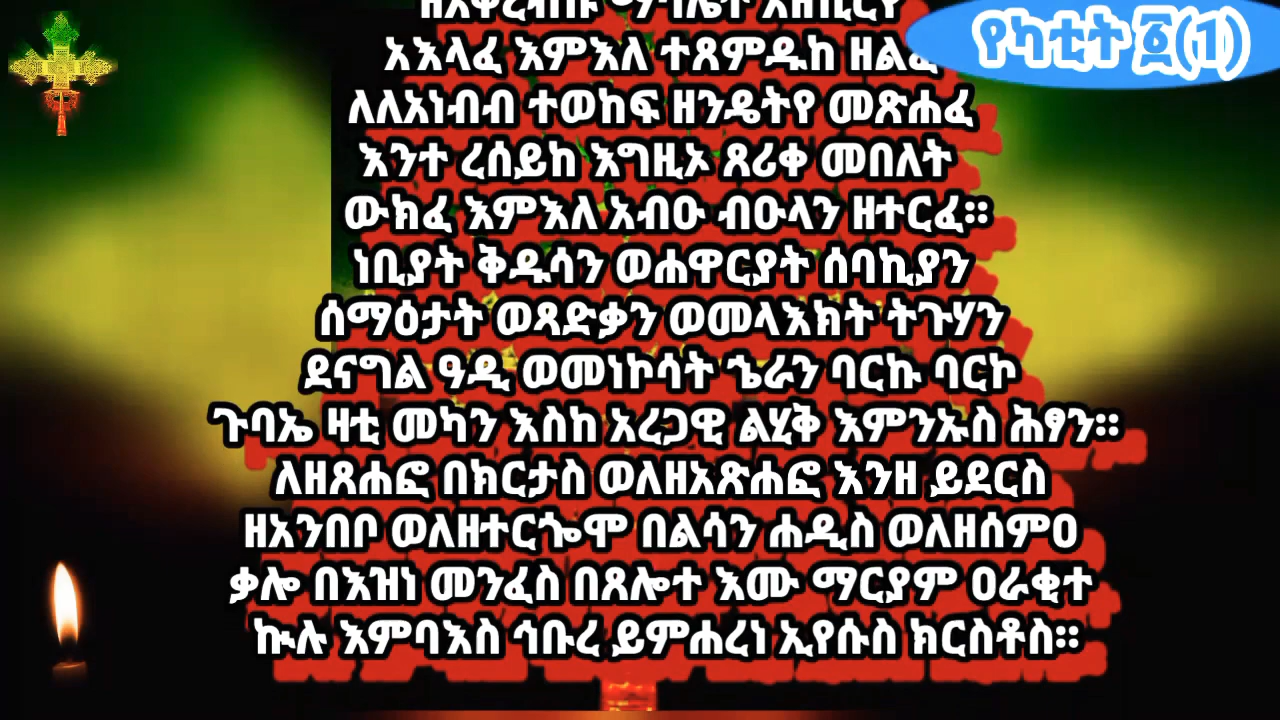 የካቲት ፩(1)
አእላፈ እምእለ ተጸምዱከ ዘልፈ
ለለአነብብ ተወከፍ ዘንዴትየ መጽሐፈ
እንተ ረሰይከ እግዚኦ ጸሪቀ መበለት
ውክፈ እምእለ አብዑ ብዑላን ዘተርፈ።
ነቢያት ቅዱሳን ወሐዋርያት ሰባኪያን
ሰማዕታት ወጻድቃን ወመላእክት ትጉሃን
ደናግል ዓዲ ወመነኮሳት ኄራን ባርኩ ባርኮ
ጉባኤ ዛቲ መካን እስከ አረጋዊ ልሂቅ እምንኡስ ሕፃን።
ለዘጸሐፎ በክርታስ ወለዘአጽሐፎ እንዘ ይደርስ
ዘአንበቦ ወለዘተርጐሞ በልሳን ሐዲስ ወለዘሰምዐ
ቃሎ በእዝነ መንፈስ በጸሎተ እሙ ማርያም ዐራቂተ
ኵሉ እምባእስ ኅቡረ ይምሐረነ ኢየሱስ ክርስቶስ።